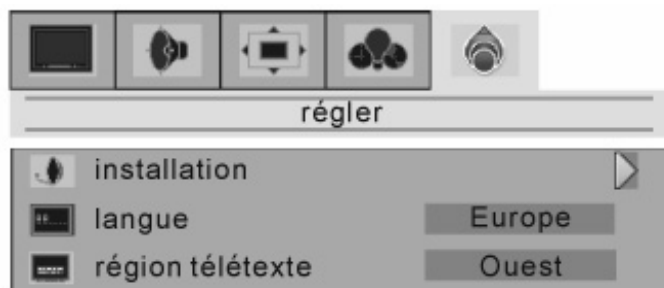 régler
installation
langue Europe
région télétexte Ouest